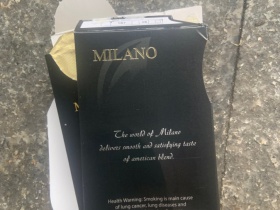 MILANO
The world of Milano
delivers smooth and satisfying taste
of american blend.
Health Warning: Smoking is main cause
of lung cancer, lung diseases and